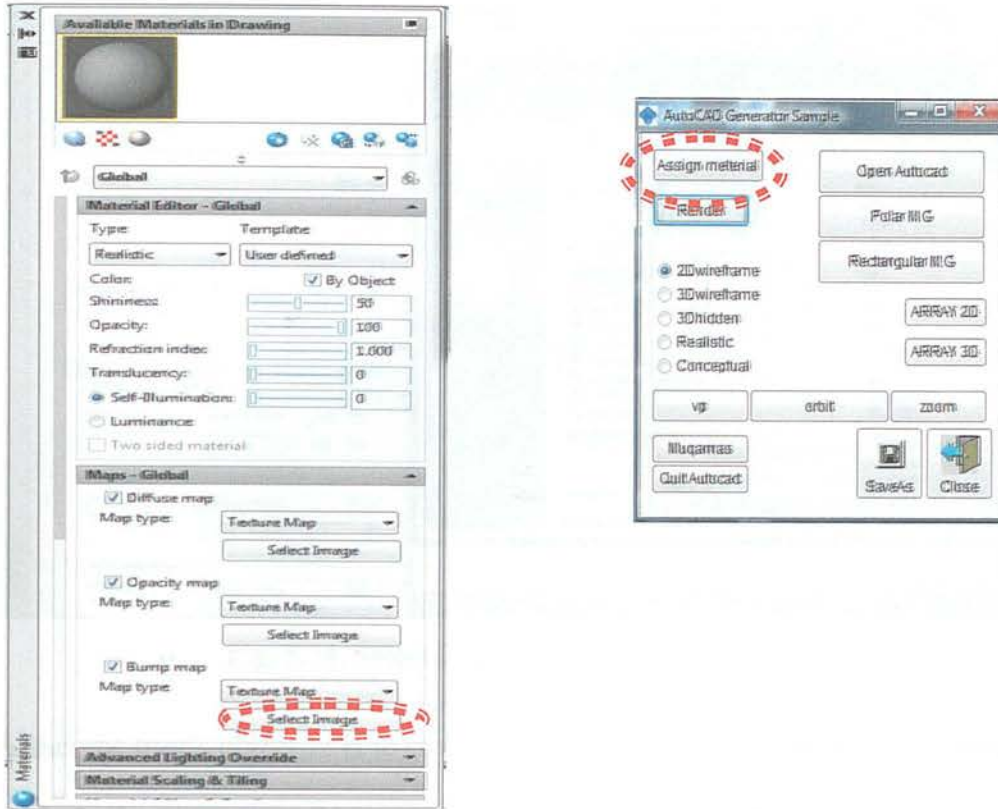 Available Materials in Drawing
Global
Material Editor - Global
Type: Template
Realistic User defined
Color: By Object
Shininess 50
Opacity: 100
Refraction index: 1.000
Translucency: 0
Self-Illumination: 0
Luminance:
Two sided material
Maps - Global
Diffuse map
Map type: Texture Map
Select Image
Opacity map
Map type: Texture Map
Select Image
Bump map
Map type: Texture Map
Select Image
Advanced Lighting Override
Material Scaling & Tiling
Materials
AutoCAD Generator Sample
Assign meterial
Open Autocad
Render
Polar MG
Rectangular MG
2Dwireframe
3Dwireframe
3Dhidden
Realistic
Conceptual
ARRAY 2D
ARRAY 3D
vp orbit zoom
Muqarnas
Quit Autocad
SaveAs Close